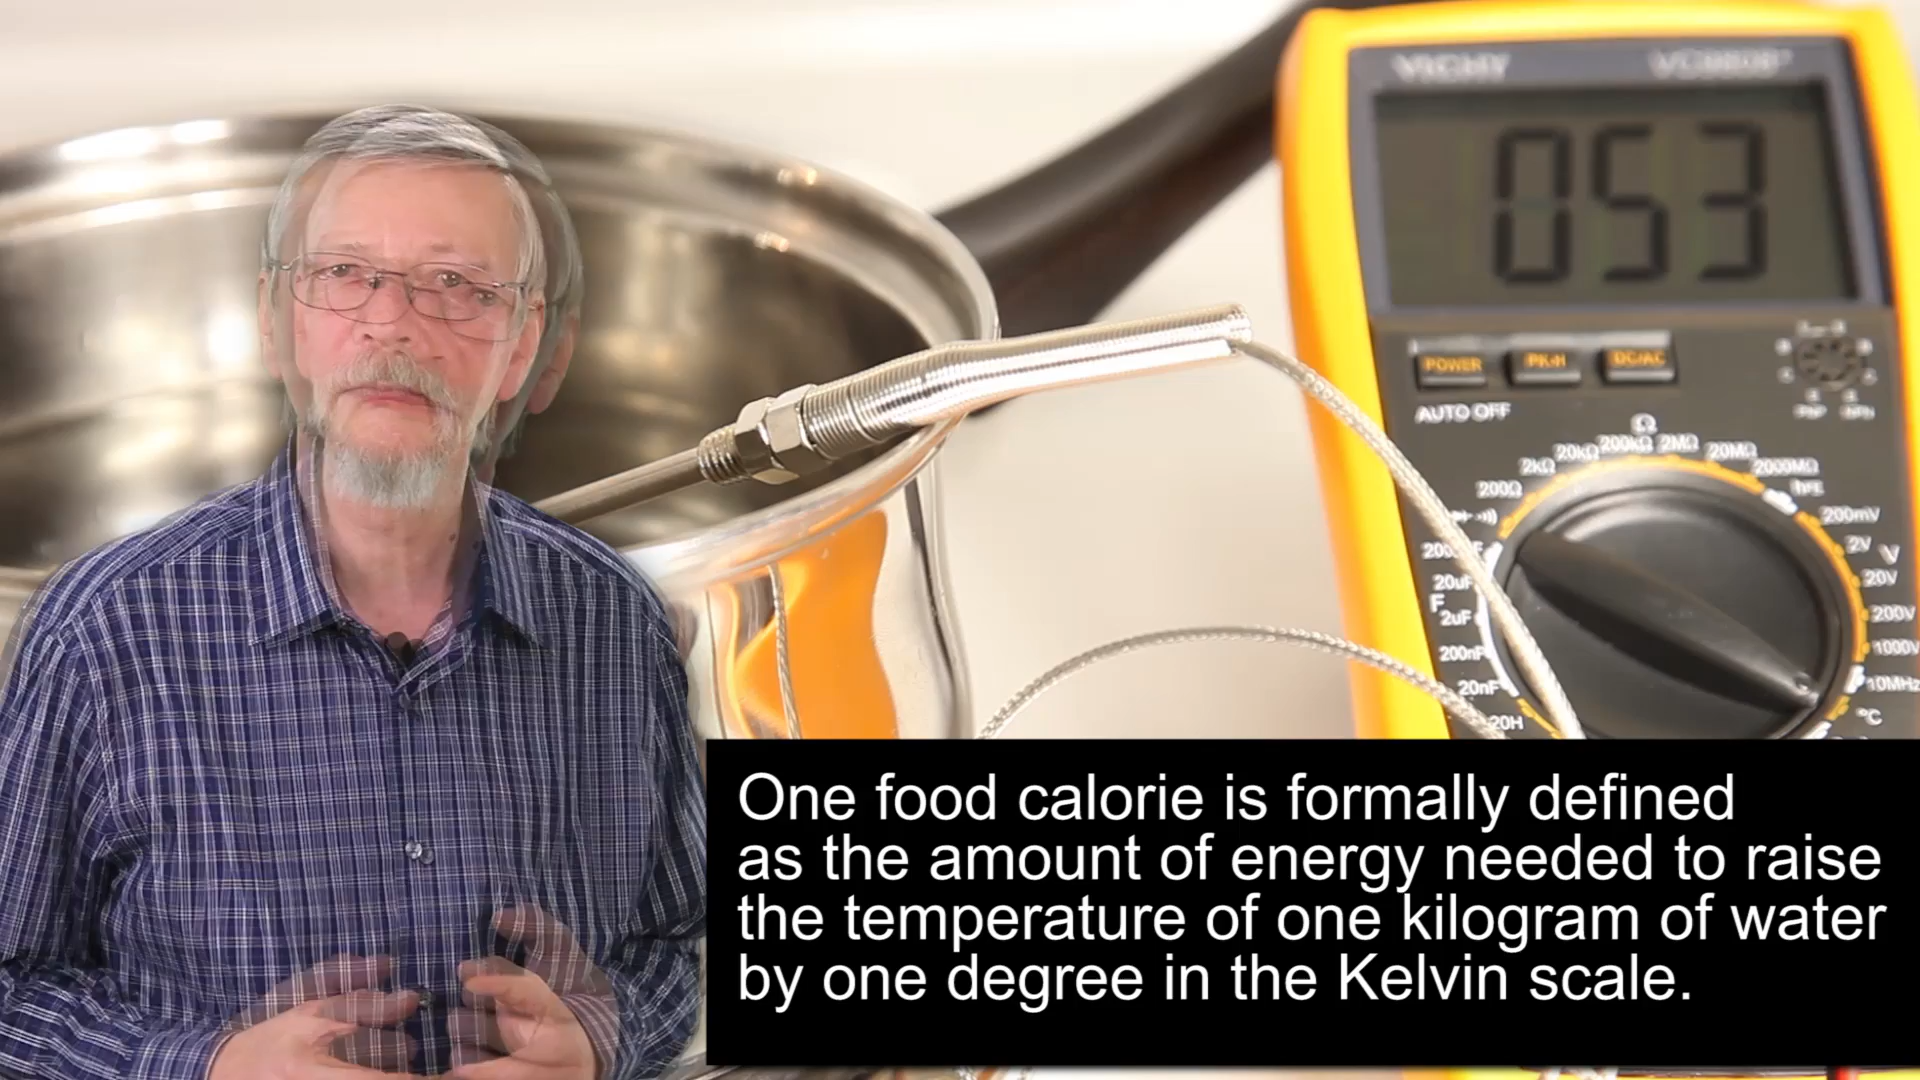 VICHY
053
POWER PK-H DC/AC
AUTO OFF
Ω
2kΩ 20kΩ 200kΩ 2MΩ 20MΩ 2000MΩ
200Ω hFE
200mV
2V V
20uF 20V
F
2uF 200V
200nF 1000V
20nF 10MHz
20H °C
One food calorie is formally defined
as the amount of energy needed to raise
the temperature of one kilogram of water
by one degree in the Kelvin scale.